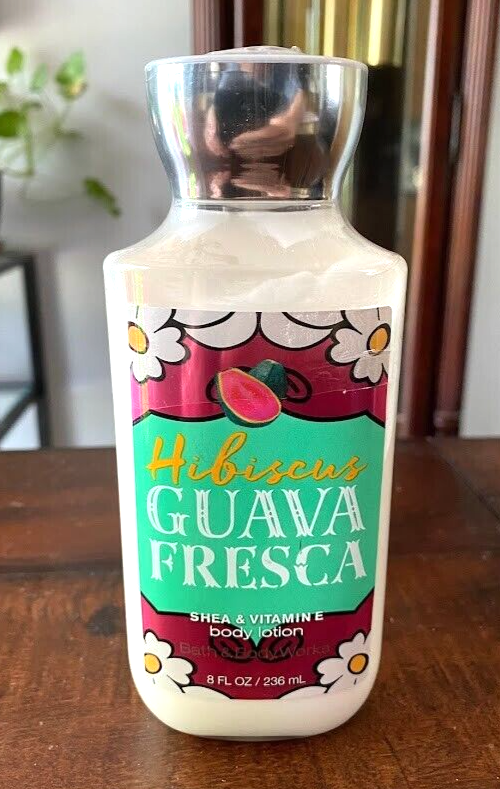 Hibiscus
GUAVA
FRESCA
SHEA & VITAMIN E
body lotion
Bath & Body Works
8 FL OZ / 236 mL